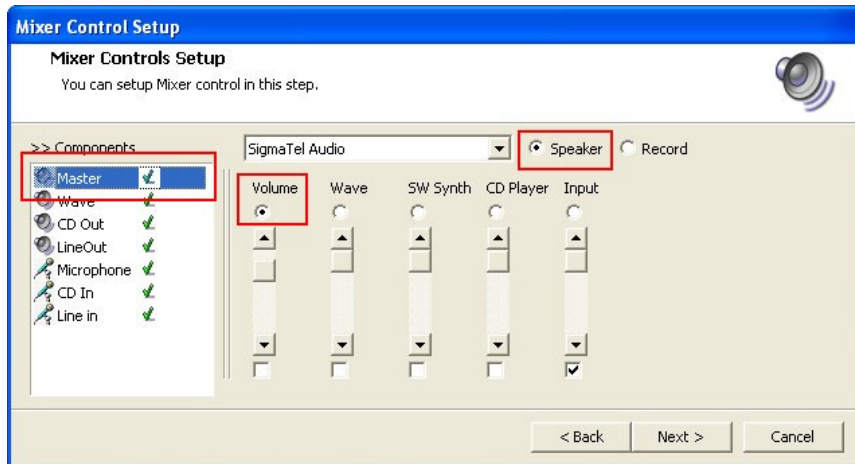 Mixer Control Setup
Mixer Controls Setup
You can setup Mixer control in this step.
>> Components
SigmaTel Audio
Speaker
Record
Master
Wave
CD Out
LineOut
Microphone
CD In
Line in
Volume Wave SW Synth CD Player Input
< Back Next > Cancel